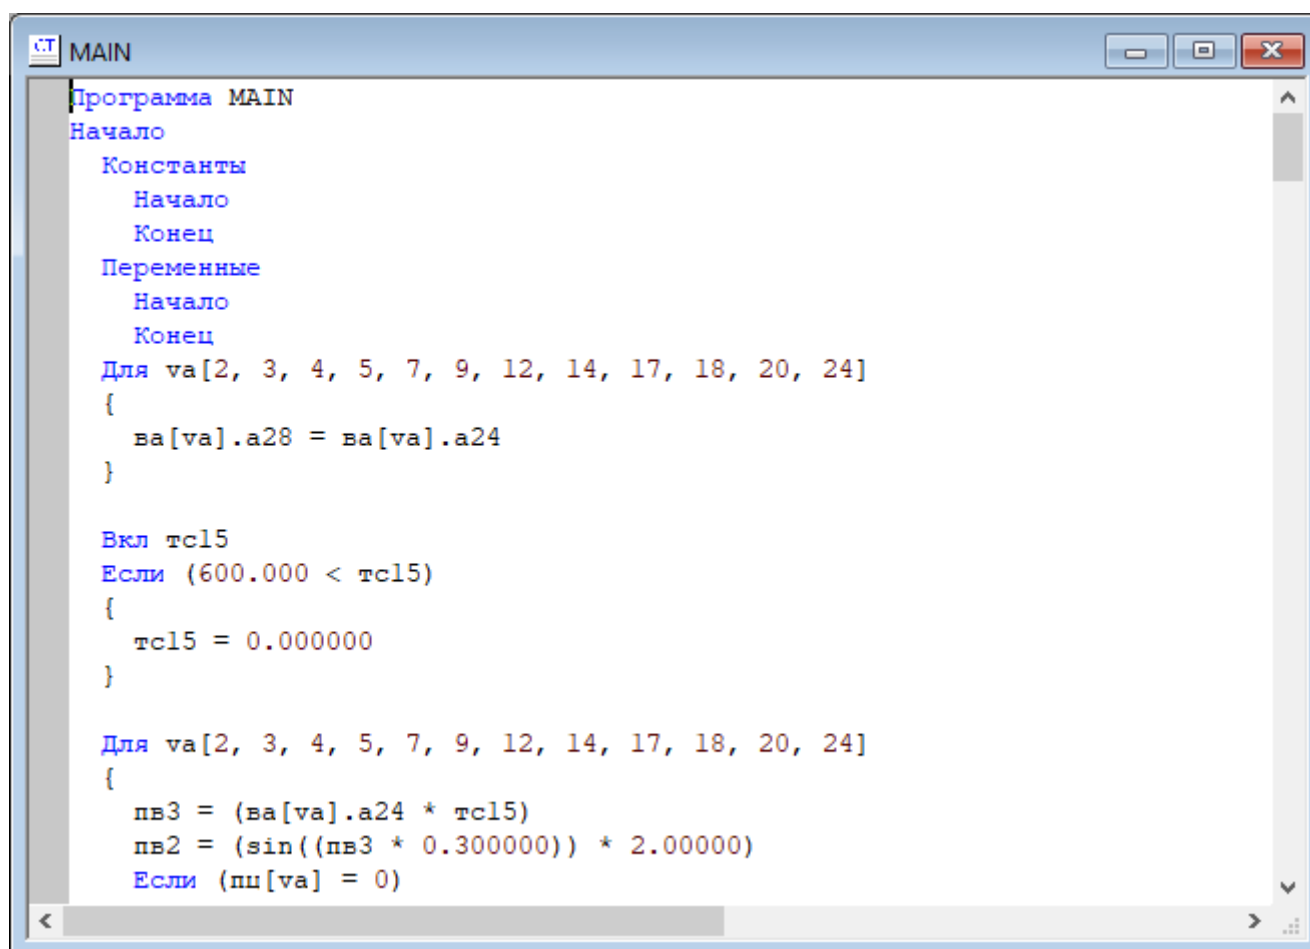 СТ MAIN
Программа MAIN
Начало
Константы
Начало
Конец
Переменные
Начало
Конец
Для va[2, 3, 4, 5, 7, 9, 12, 14, 17, 18, 20, 24]
{
ва[va].а28 = ва[va].а24
}
Вкл тс15
Если (600.000 < тс15)
{
тс15 = 0.000000
}
Для va[2, 3, 4, 5, 7, 9, 12, 14, 17, 18, 20, 24]
{
пв3 = (ва[va].а24 * тс15)
пв2 = (sin((пв3 * 0.300000)) * 2.00000)
Если (пц[va] = 0)